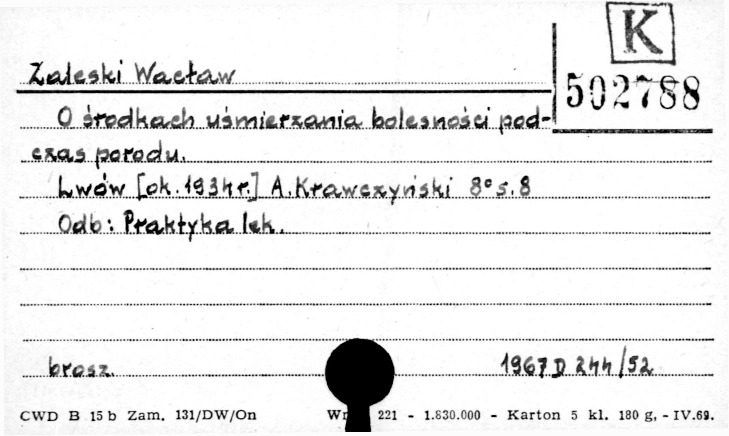 K
Zaleski Wacław
502788
O środkach uśmierzania bolesności pod-
czas porodu.
Lwów [ok. 1934 r.] A. Krawczyński 8° s. 8
Odb: Praktyka lek.
brosz. 1967 D 244/52
CWD B 15 b Zam. 131/DW/On 221 - 1.830.000 - Karton 5 kl. 180 g, - IV.69.